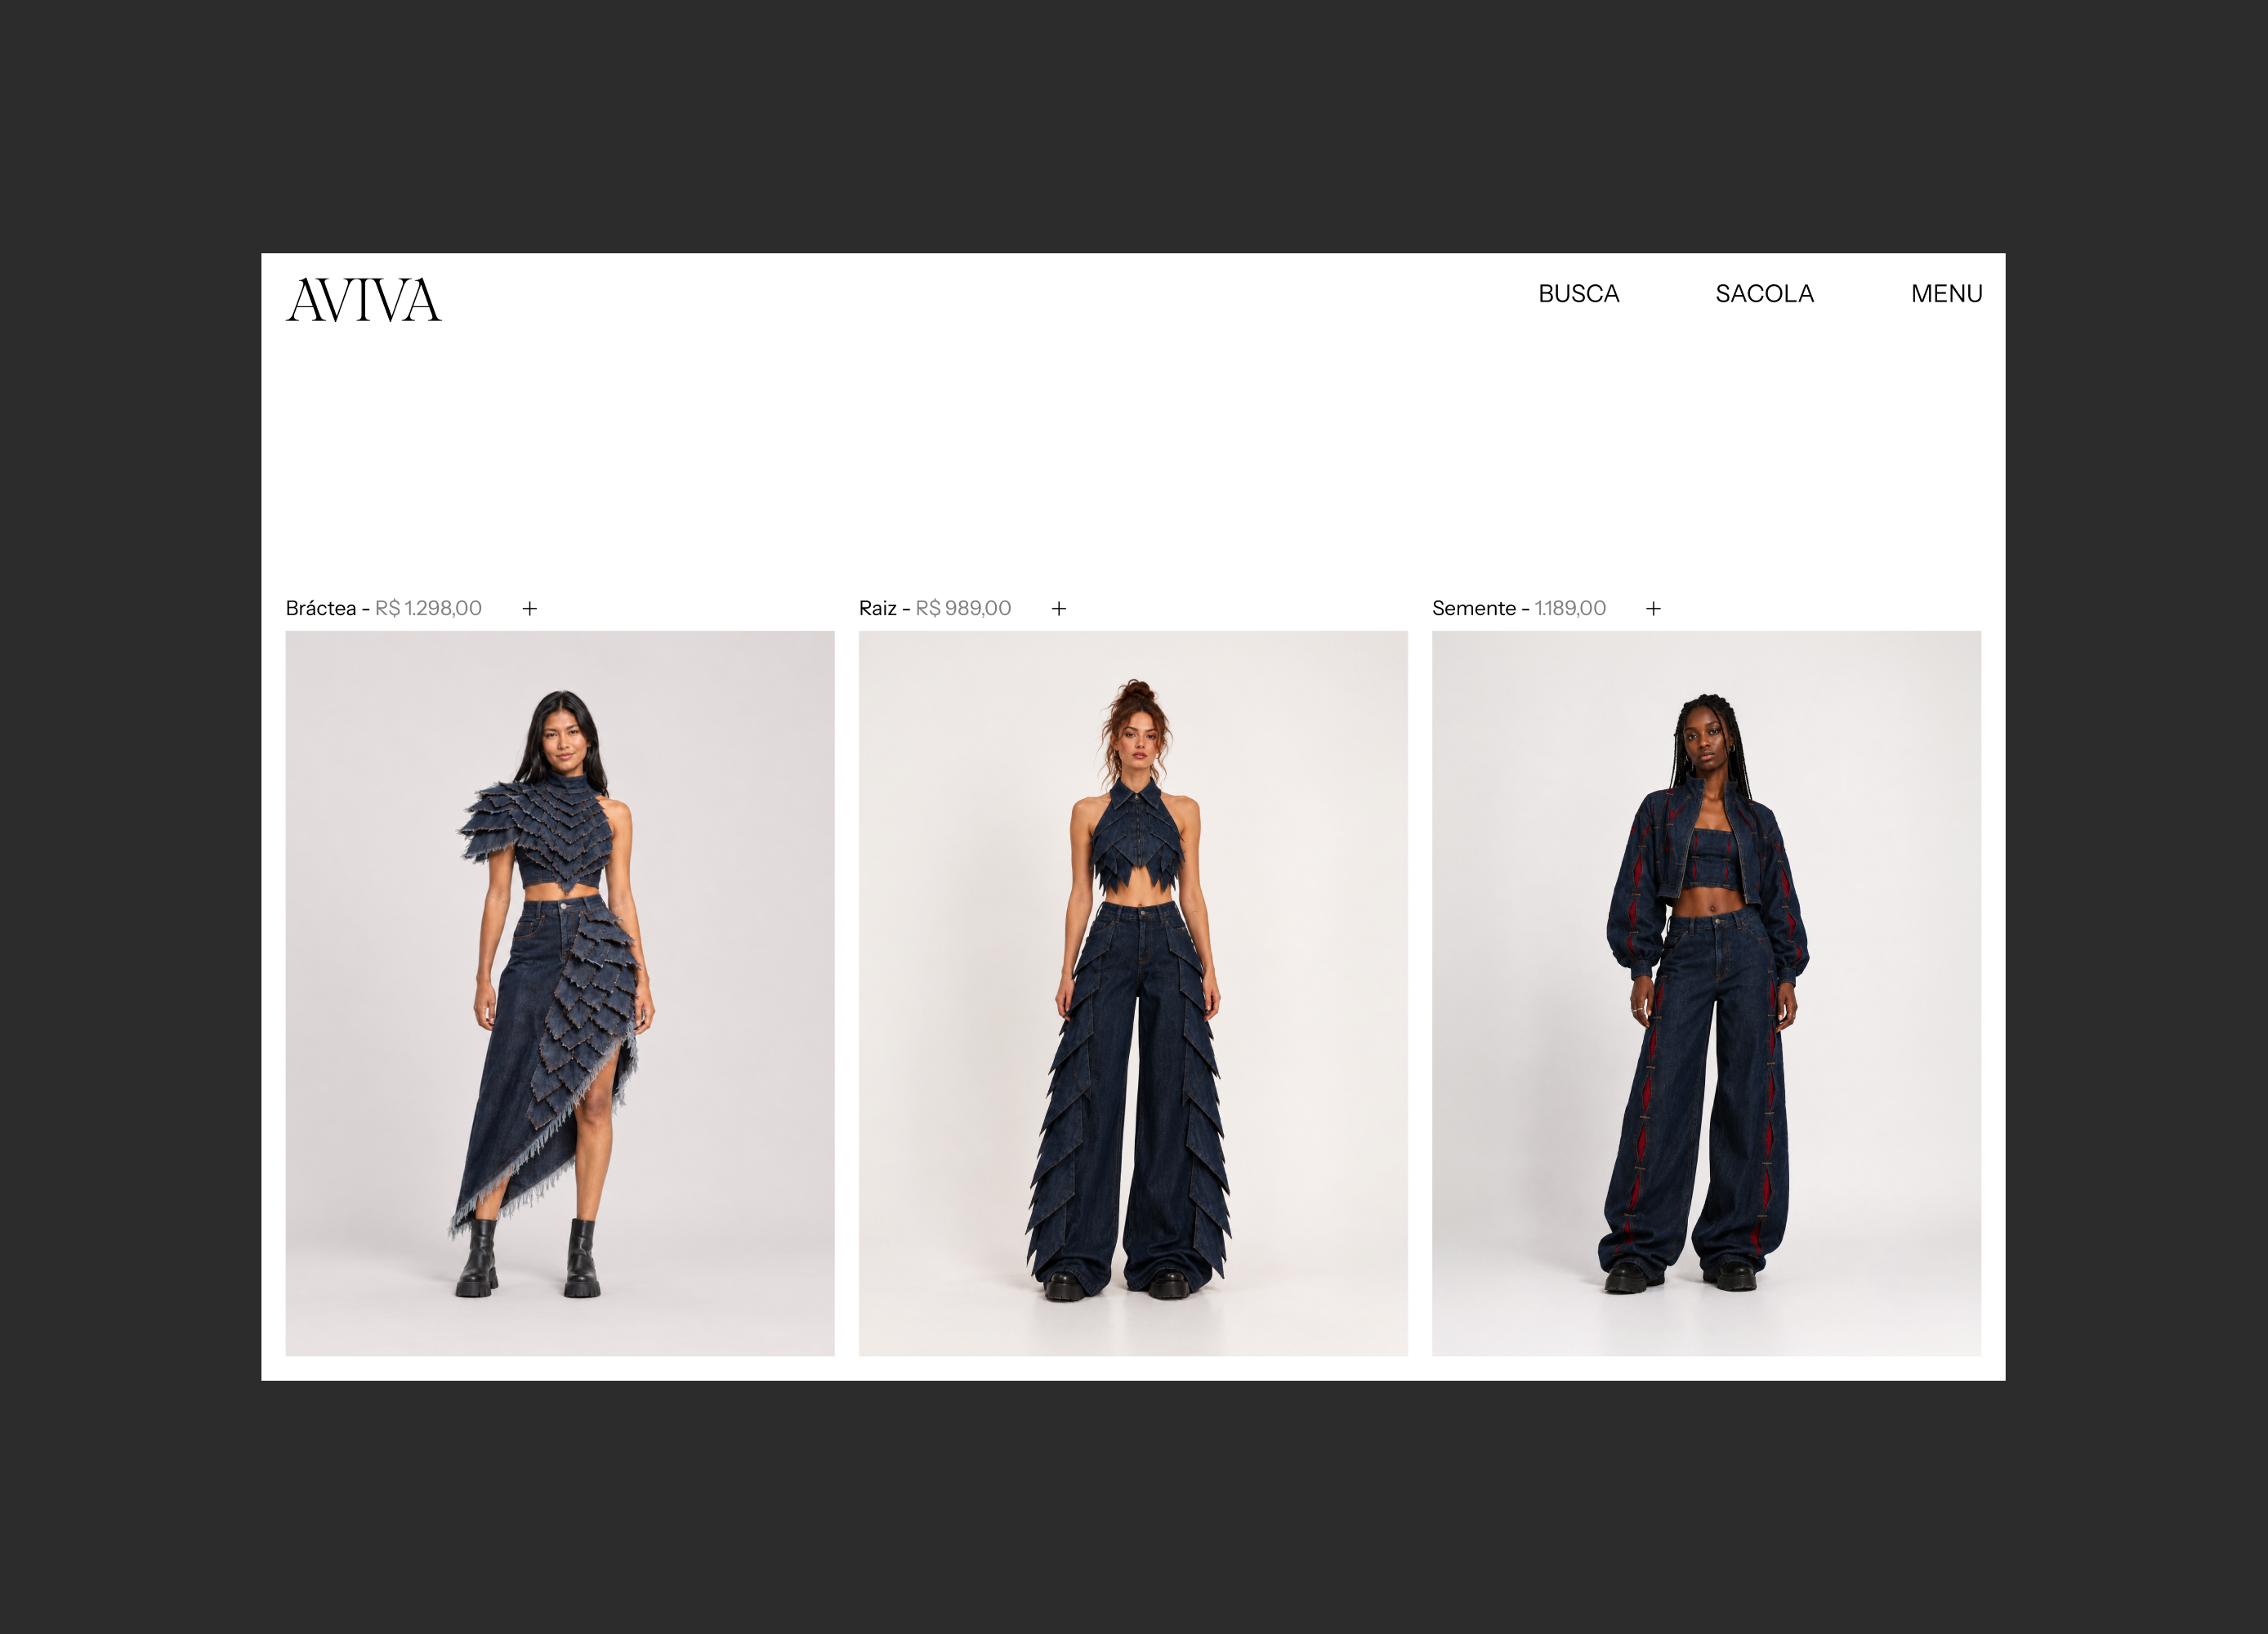 AVIVA
BUSCA SACOLA MENU
Bráctea - R$ 1.298,00 +
Raiz - R$ 989,00 +
Semente - 1.189,00 +